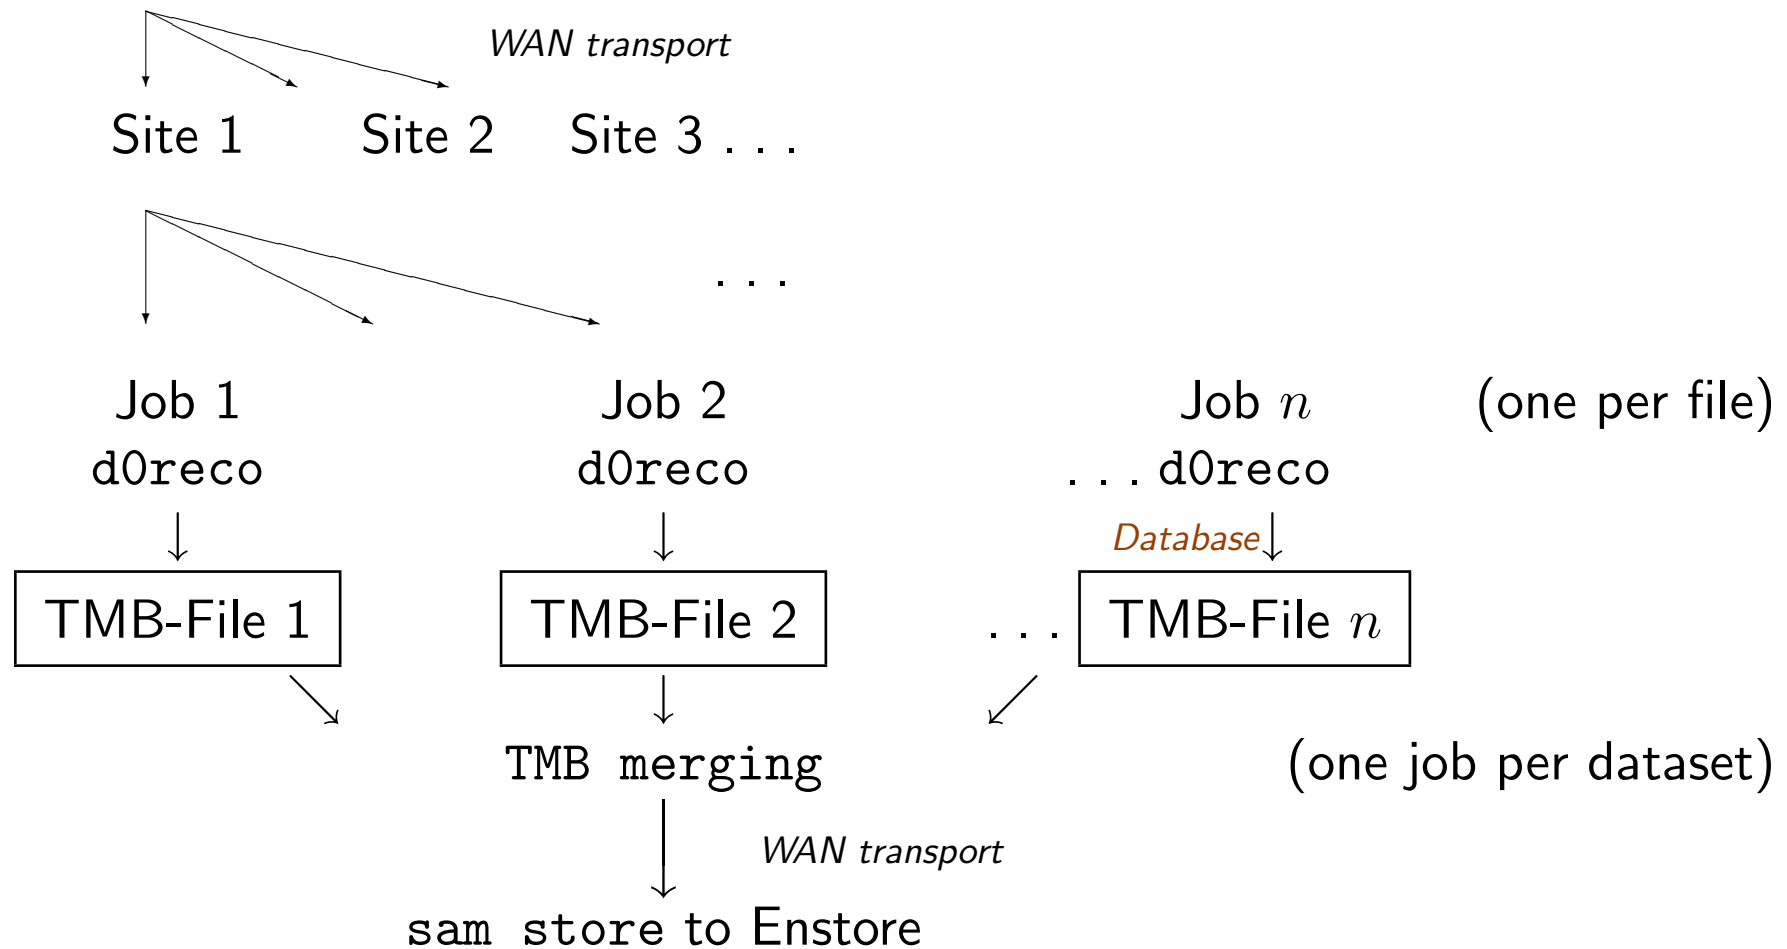 WAN transport
Site 1 Site 2 Site 3 . . .
. . .
Job 1 Job 2 Job n (one per file)
d0reco d0reco . . . d0reco
Database
TMB-File 1 TMB-File 2 . . . TMB-File n
TMB merging (one job per dataset)
WAN transport
sam store to Enstore